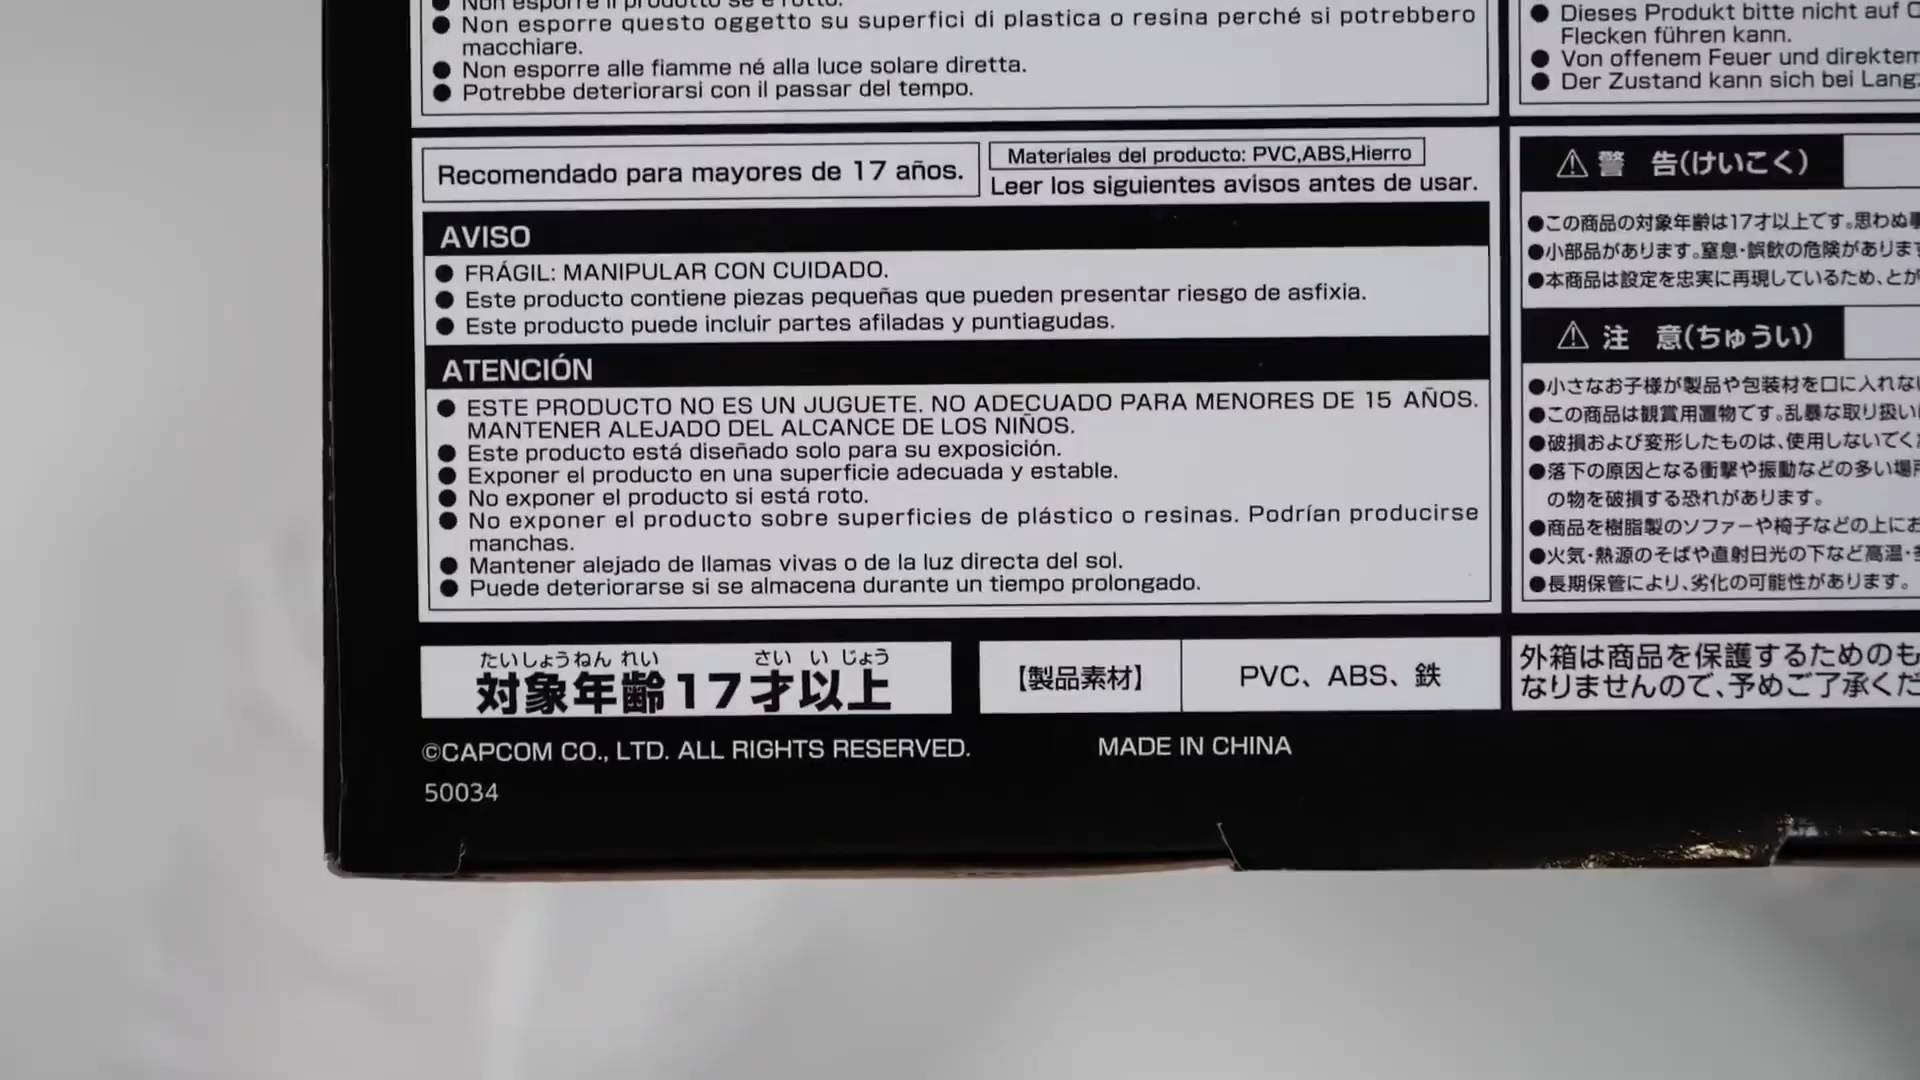 Non esporre il prodotto se è rotto.
● Non esporre questo oggetto su superfici di plastica o resina perché si potrebbero
macchiare.
● Non esporre alle fiamme né alla luce solare diretta.
● Potrebbe deteriorarsi con il passar del tempo.
● Dieses Produkt bitte nicht auf
Flecken führen kann.
● Von offenem Feuer und direktem
● Der Zustand kann sich bei Lang
Recomendado para mayores de 17 años.
Materiales del producto: PVC,ABS,Hierro
Leer los siguientes avisos antes de usar.
AVISO
● FRÁGIL: MANIPULAR CON CUIDADO.
● Este producto contiene piezas pequeñas que pueden presentar riesgo de asfixia.
● Este producto puede incluir partes afiladas y puntiagudas.
ATENCIÓN
● ESTE PRODUCTO NO ES UN JUGUETE. NO ADECUADO PARA MENORES DE 15 AÑOS.
MANTENER ALEJADO DEL ALCANCE DE LOS NIÑOS.
● Este producto está diseñado solo para su exposición.
● Exponer el producto en una superficie adecuada y estable.
● No exponer el producto si está roto.
● No exponer el producto sobre superficies de plástico o resinas. Podrían producirse
manchas.
● Mantener alejado de llamas vivas o de la luz directa del sol.
● Puede deteriorarse si se almacena durante un tiempo prolongado.
⚠ 警 告(けいこく)
●この商品の対象年齢は17才以上です。思わぬ事
●小部品があります。窒息・誤飲の危険があります
●本商品は設定を忠実に再現しているため、とが
⚠ 注 意(ちゅうい)
●小さなお子様が製品や包装材を口に入れない
●この商品は観賞用置物です。乱暴な取り扱い
●破損および変形したものは、使用しないでくだ
●落下の原因となる衝撃や振動などの多い場所
の物を破損する恐れがあります。
●商品を樹脂製のソファーや椅子などの上にお
●火気・熱源のそばや直射日光の下など高温・多
●長期保管により、劣化の可能性があります。
たいしょうねん れい さい い じょう
対象年齢17才以上
【製品素材】
PVC、ABS、鉄
外箱は商品を保護するためのも
なりませんので、予めご了承くだ
©CAPCOM CO., LTD. ALL RIGHTS RESERVED.
MADE IN CHINA
50034